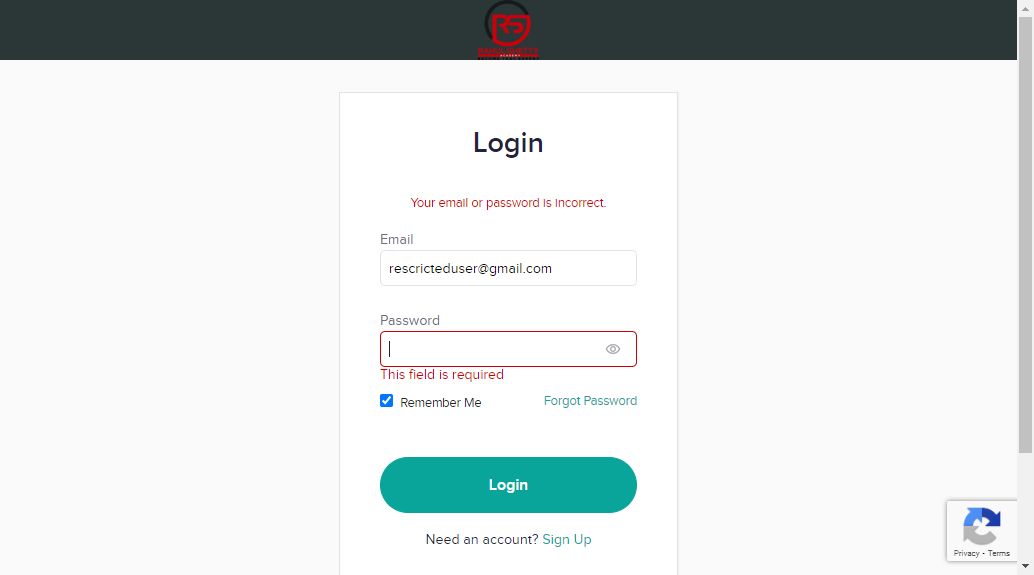 RS
Login
Your email or password is incorrect.
Email
rescricteduser@gmail.com
Password
This field is required
Remember Me
Forgot Password
Login
Need an account? Sign Up
Privacy - Terms